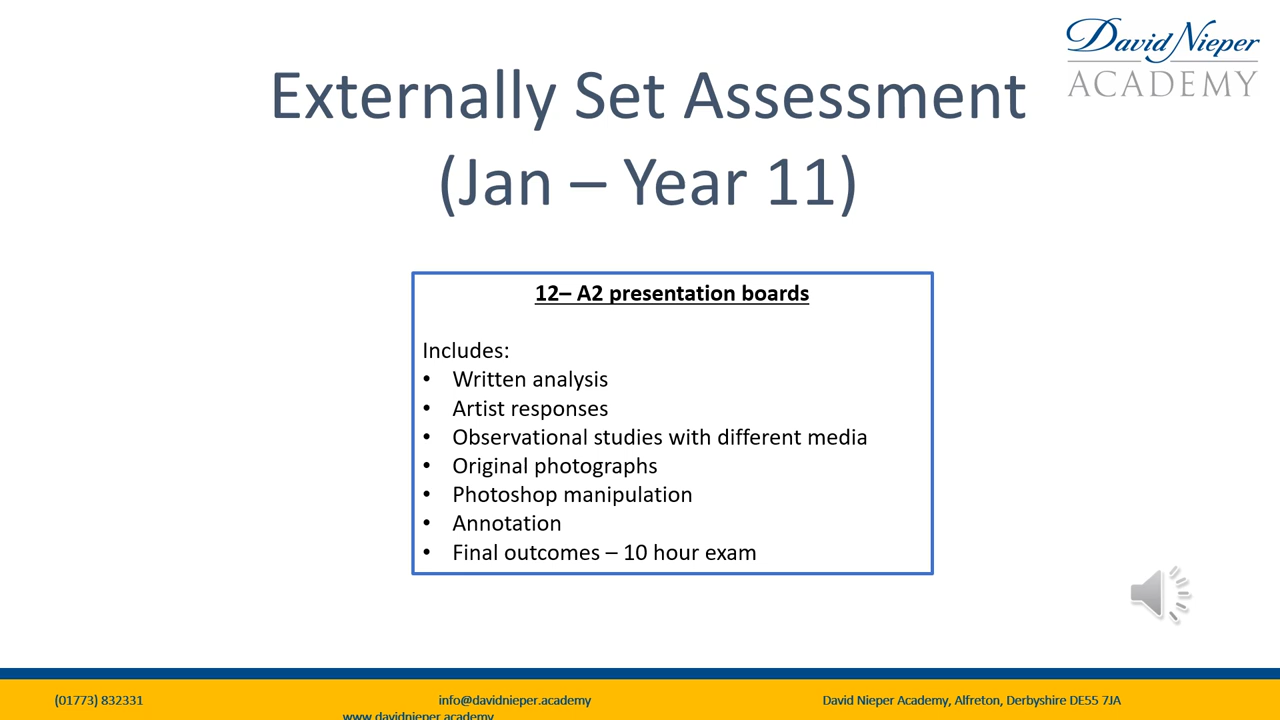 David Nieper
ACADEMY
Externally Set Assessment
(Jan – Year 11)
12– A2 presentation boards
Includes:
• Written analysis
• Artist responses
• Observational studies with different media
• Original photographs
• Photoshop manipulation
• Annotation
• Final outcomes – 10 hour exam
(01773) 832331 info@davidnieper.academy David Nieper Academy, Alfreton, Derbyshire DE55 7JA
www.davidnieper.academy